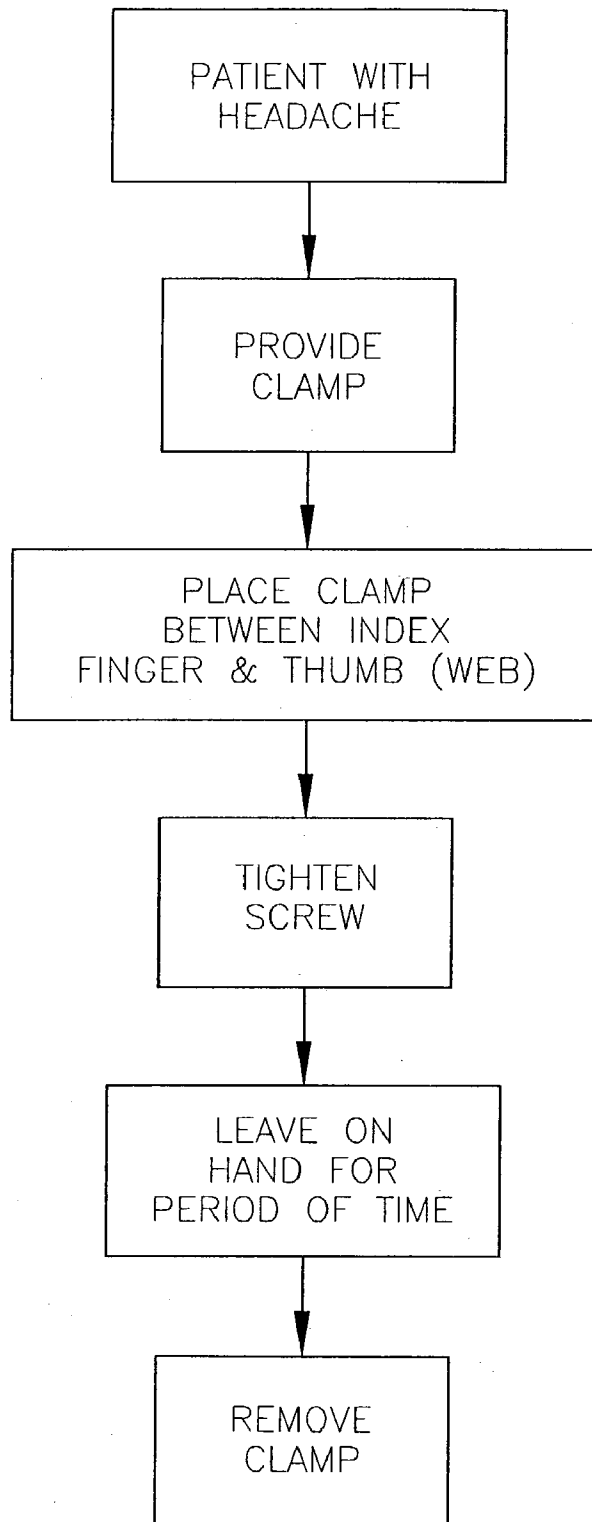 PATIENT WITH
HEADACHE
PROVIDE
CLAMP
PLACE CLAMP
BETWEEN INDEX
FINGER & THUMB (WEB)
TIGHTEN
SCREW
LEAVE ON
HAND FOR
PERIOD OF TIME
REMOVE
CLAMP